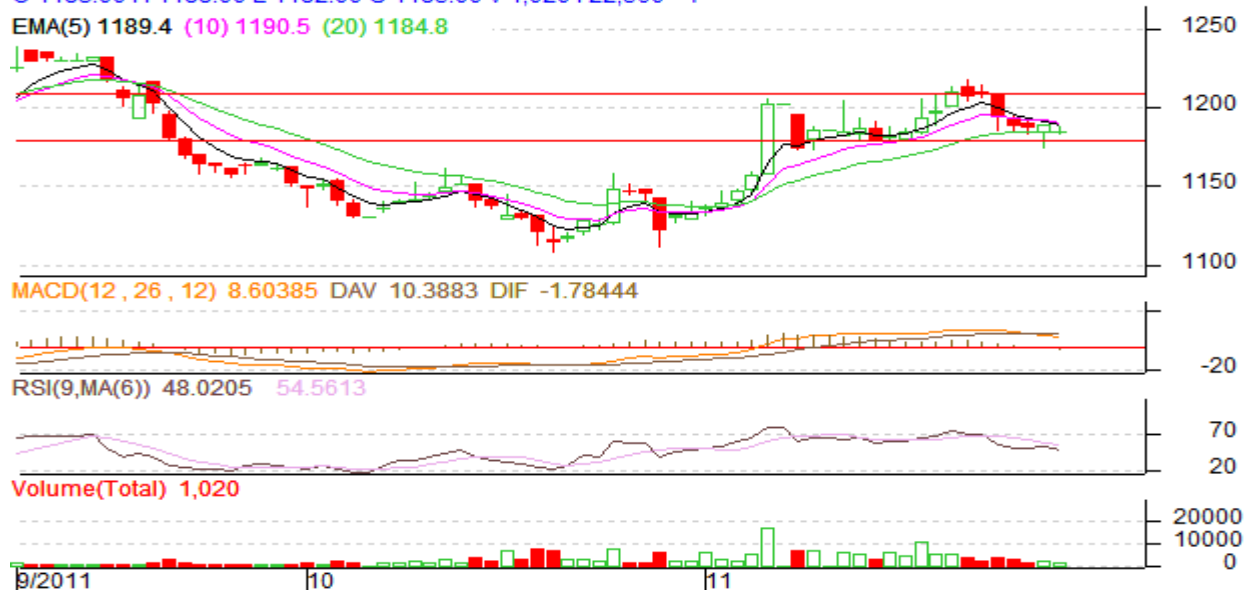 EMA(5) 1189.4 (10) 1190.5 (20) 1184.8
1250
1200
1150
1100
MACD(12 , 26 , 12) 8.60385 DAV 10.3883 DIF -1.78444
-20
RSI(9,MA(6)) 48.0205 54.5613
70
20
Volume(Total) 1,020
20000
10000
0
9/2011 10 11